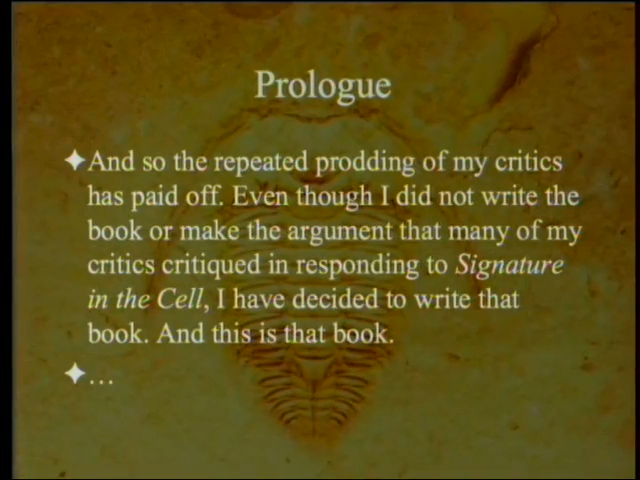 Prologue
✦And so the repeated prodding of my critics
has paid off. Even though I did not write the
book or make the argument that many of my
critics critiqued in responding to Signature
in the Cell, I have decided to write that
book. And this is that book.
✦…